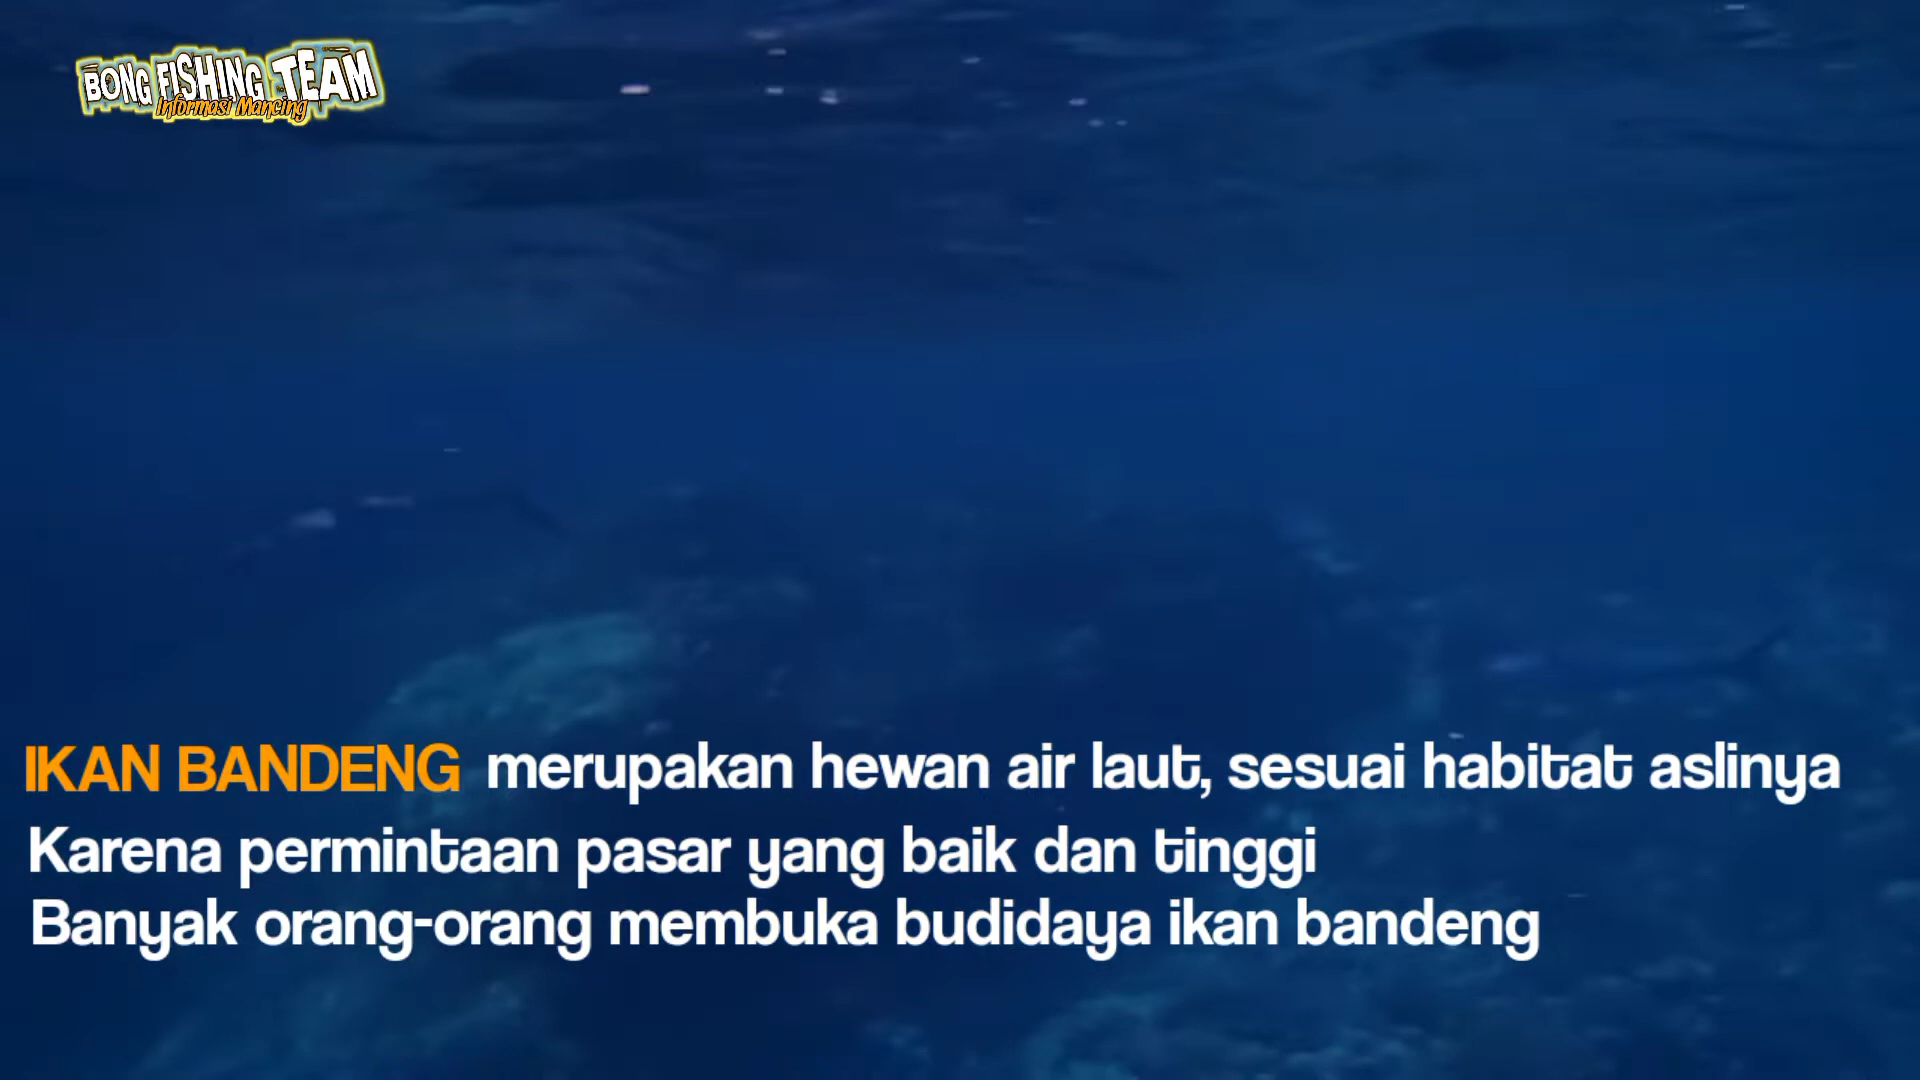 BONG FISHING TEAM
Informasi Mancing
IKAN BANDENG merupakan hewan air laut, sesuai habitat aslinya
Karena permintaan pasar yang baik dan tinggi
Banyak orang-orang membuka budidaya ikan bandeng